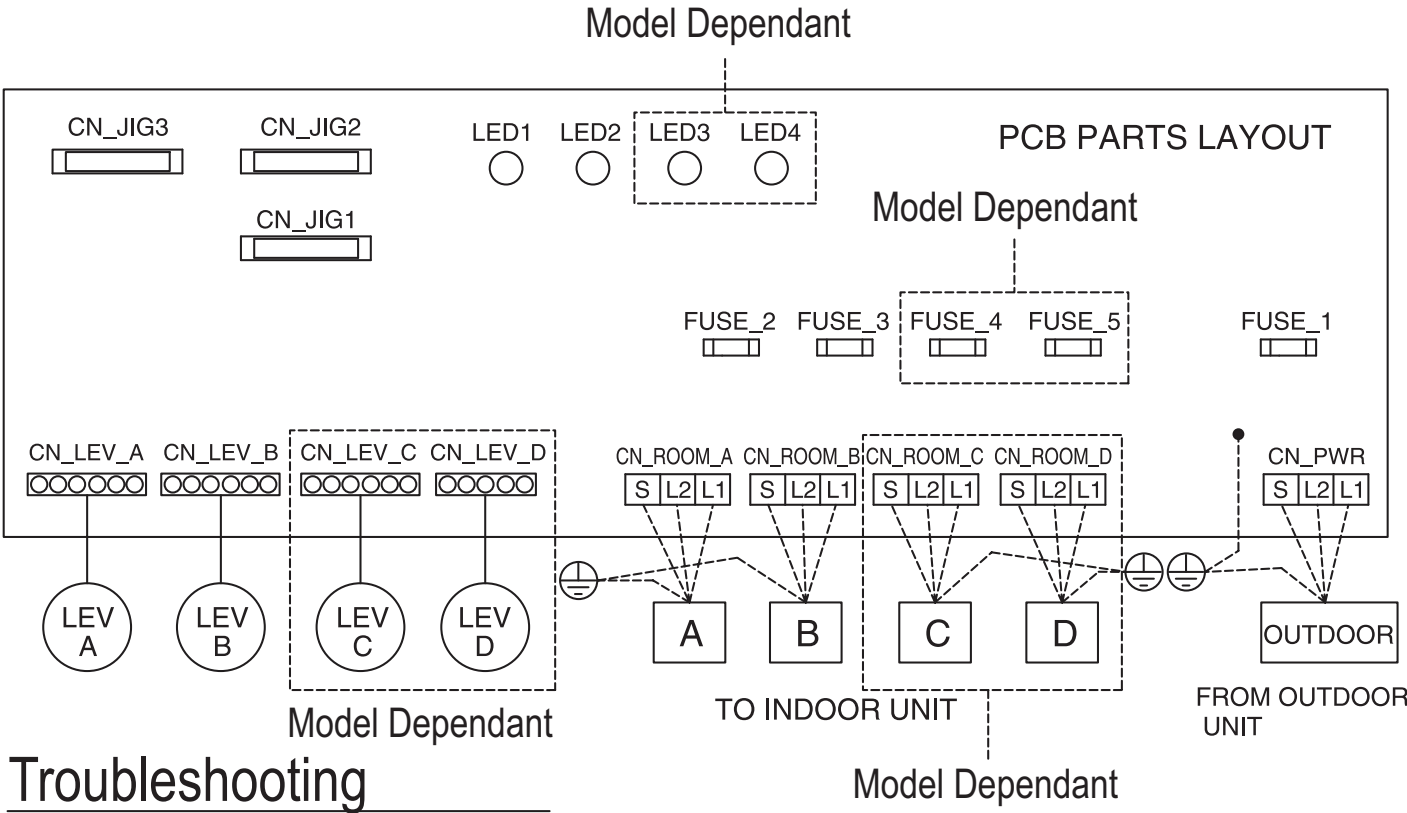 Model Dependant
CN_JIG3 CN_JIG2 LED1 LED2 LED3 LED4 PCB PARTS LAYOUT
CN_JIG1
Model Dependant
FUSE_2 FUSE_3 FUSE_4 FUSE_5 FUSE_1
CN_LEV_A CN_LEV_B CN_LEV_C CN_LEV_D CN_ROOM_A CN_ROOM_B CN_ROOM_C CN_ROOM_D CN_PWR
S L2 L1 S L2 L1 S L2 L1 S L2 L1 S L2 L1
LEV LEV LEV LEV
A B C D
A B C D OUTDOOR
TO INDOOR UNIT
FROM OUTDOOR
UNIT
Model Dependant
Model Dependant
Troubleshooting